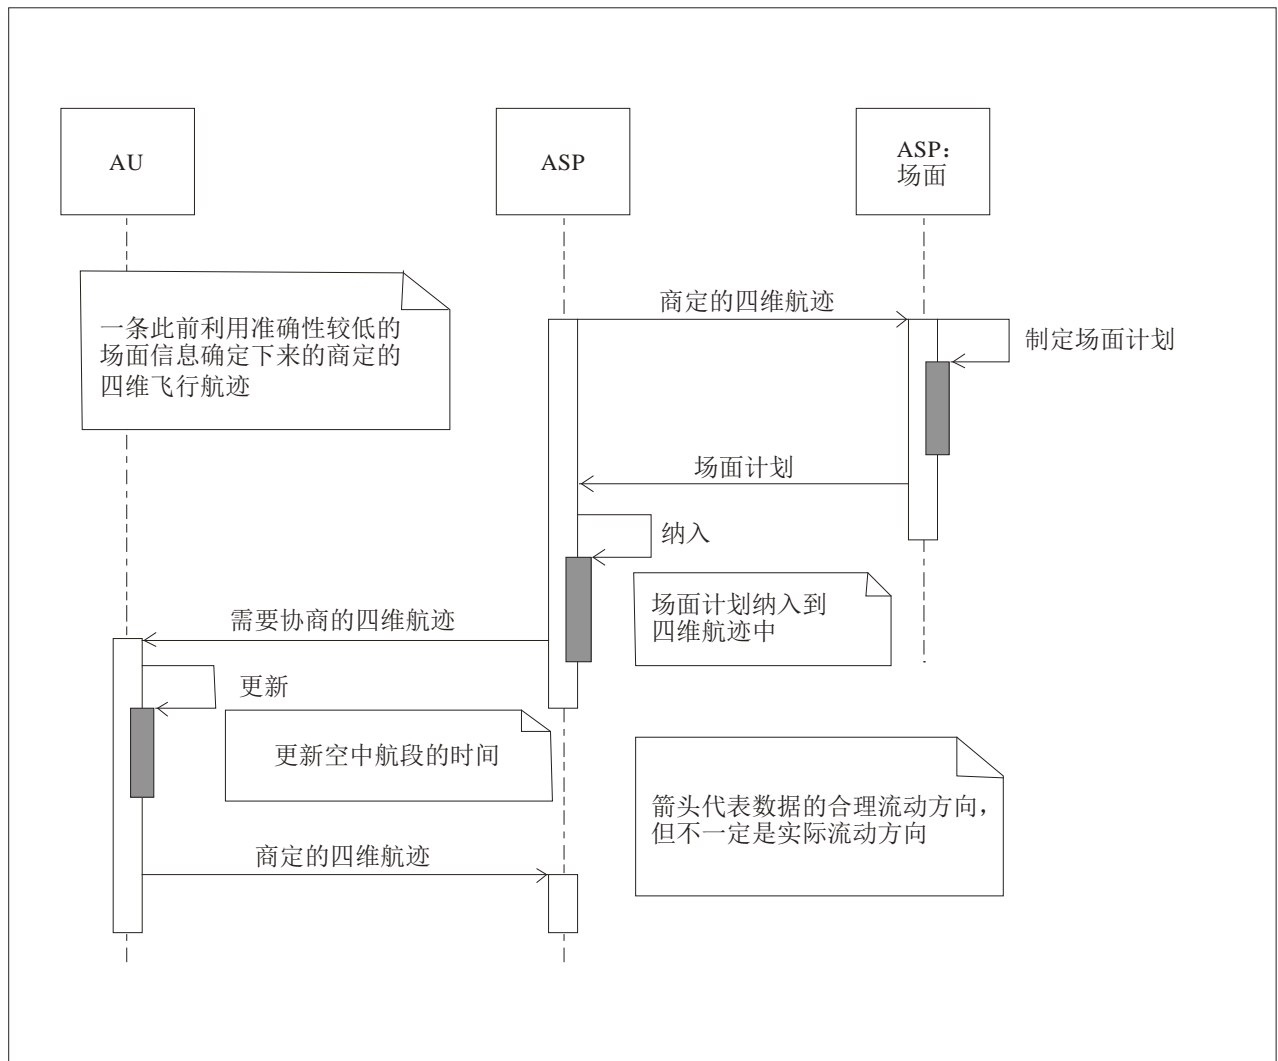 AU
ASP
ASP：
场面
一条此前利用准确性较低的
场面信息确定下来的商定的
四维飞行航迹
商定的四维航迹
制定场面计划
场面计划
纳入
场面计划纳入到
四维航迹中
需要协商的四维航迹
更新
更新空中航段的时间
箭头代表数据的合理流动方向，
但不一定是实际流动方向
商定的四维航迹